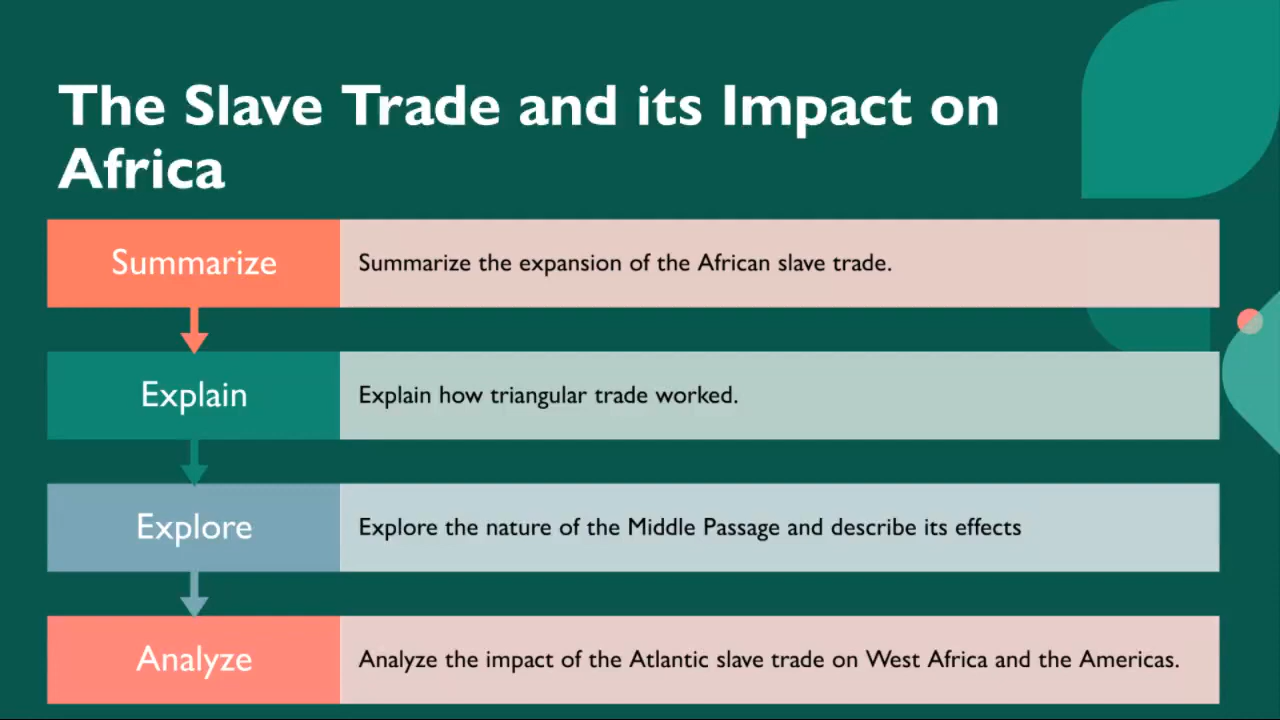 The Slave Trade and its Impact on
Africa
Summarize
Summarize the expansion of the African slave trade.
Explain
Explain how triangular trade worked.
Explore
Explore the nature of the Middle Passage and describe its effects
Analyze
Analyze the impact of the Atlantic slave trade on West Africa and the Americas.